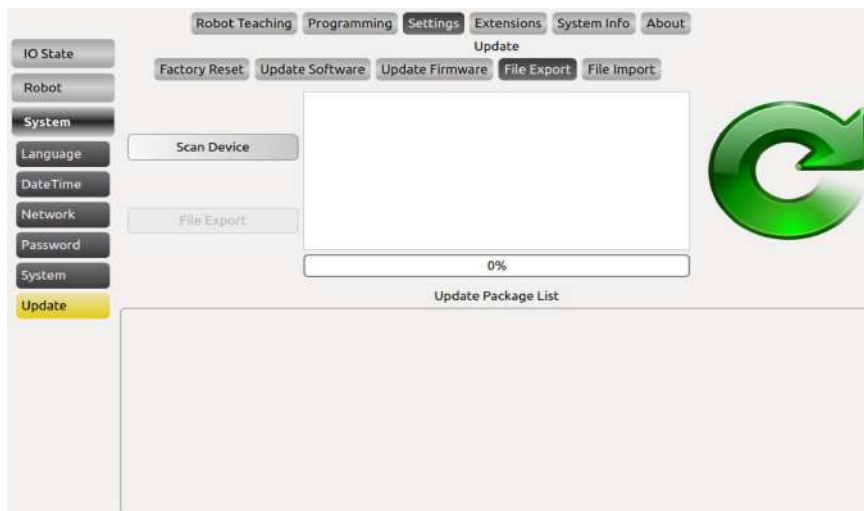 Robot Teaching Programming Settings Extensions System Info About
Update
Factory Reset Update Software Update Firmware File Export File Import
IO State
Robot
System
Language
DateTime
Network
Password
System
Update
Scan Device
File Export
0%
Update Package List